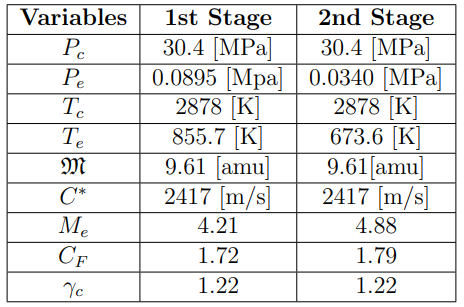 Variables 1st Stage 2nd Stage
P_c 30.4 [MPa] 30.4 [MPa]
P_e 0.0895 [Mpa] 0.0340 [MPa]
T_c 2878 [K] 2878 [K]
T_e 855.7 [K] 673.6 [K]
𝔐 9.61 [amu] 9.61[amu]
C* 2417 [m/s] 2417 [m/s]
M_e 4.21 4.88
C_F 1.72 1.79
γ_c 1.22 1.22